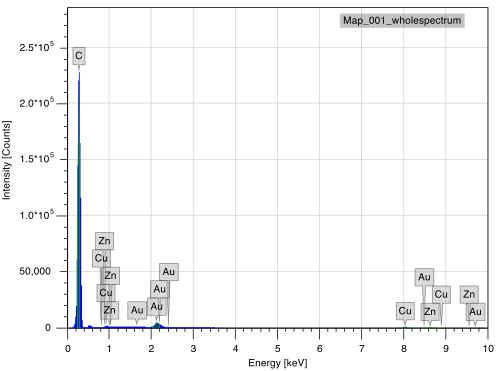 Map_001_wholespectrum
Intensity [Counts]
2.5*10^5
2.0*10^5
1.5*10^5
1.0*10^5
50,000
0
C
Zn
Cu
Zn
Cu
Zn
Au
Au
Au
Au
Cu
Au
Zn
Cu
Zn
Au
0 1 2 3 4 5 6 7 8 9 10
Energy [keV]